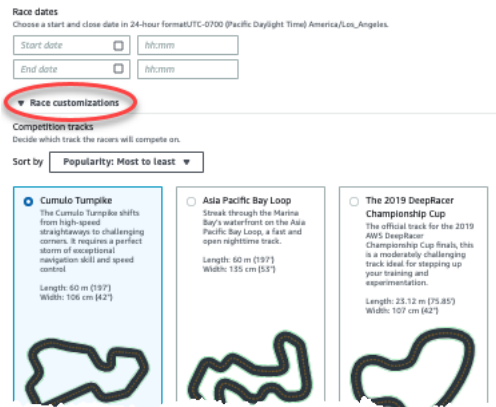 Race dates
Choose a start and close date in 24-hour formatUTC-0700 (Pacific Daylight Time) America/Los_Angeles.
Start date hh:mm
End date hh:mm
▼ Race customizations
Competition tracks
Decide which track the racers will compete on.
Sort by Popularity: Most to least ▼
Cumulo Turnpike
The Cumulo Turnpike shifts
from high-speed
straightaways to challenging
corners. It requires a perfect
storm of exceptional
navigation skill and speed
control
Length: 60 m (197')
Width: 106 cm (42")
Asia Pacific Bay Loop
Streak through the Marina
Bay's waterfront on the Asia
Pacific Bay Loop, a fast and
open nighttime track.
Length: 60 m (197')
Width: 135 cm (53")
The 2019 DeepRacer
Championship Cup
The official track for the 2019
AWS DeepRacer
Championship Cup finals, this
is a moderately challenging
track ideal for stepping up
your training and
experimentation.
Length: 23.12 m (75.85')
Width: 107 cm (42")